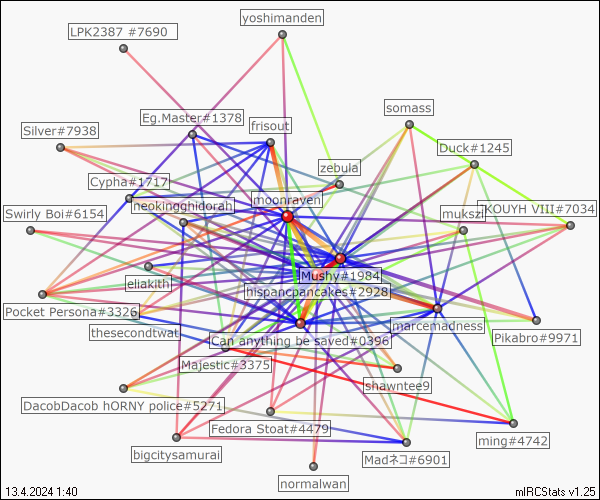 yoshimanden
LPK2387 #7690
somass
Eg.Master#1378
frisout
Silver#7938
Duck#1245
zebula
Cypha#1717
moonraven
neokingghidorah
Swirly Boi#6154
mukszi
KOUYH VIII#7034
Mushy#1984
eliakith
hispancpancakes#2928
Pocket Persona#3326
thesecondtwat
marcemadness
Can anything be saved#0396
Pikabro#9971
Majestic#3375
shawntee9
DacobDacob hORNY police#5271
Fedora Stoat#4479
ming#4742
bigcitysamurai
Madネコ#6901
normalwan
13.4.2024 1:40
mIRCStats v1.25